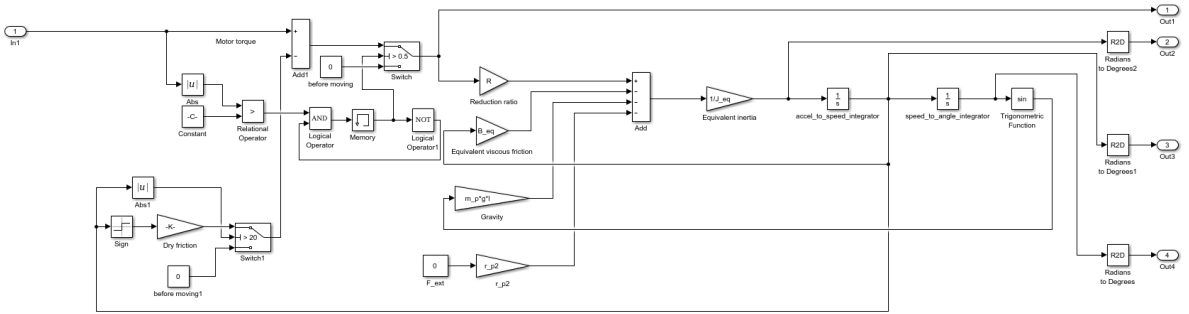 1
In1
Motor torque
+
−
Add1
0
before moving
> 0.5
Switch
|u|
Abs
-C-
Constant
>
Relational
Operator
AND
Logical
Operator
Memory
NOT
Logical
Operator1
R
Reduction ratio
B_eq
Equivalent viscous friction
+
−
−
−
Add
1/J_eq
Equivalent inertia
1
s
accel_to_speed_integrator
1
s
speed_to_angle_integrator
sin
Trigonometric
Function
1
Out1
R2D
Radians
to Degrees2
2
Out2
R2D
Radians
to Degrees1
3
Out3
R2D
Radians
to Degrees
4
Out4
|u|
Abs1
Sign
-K-
Dry friction
> 20
Switch1
0
before moving1
m_p*g*l
Gravity
0
F_ext
r_p2
r_p2